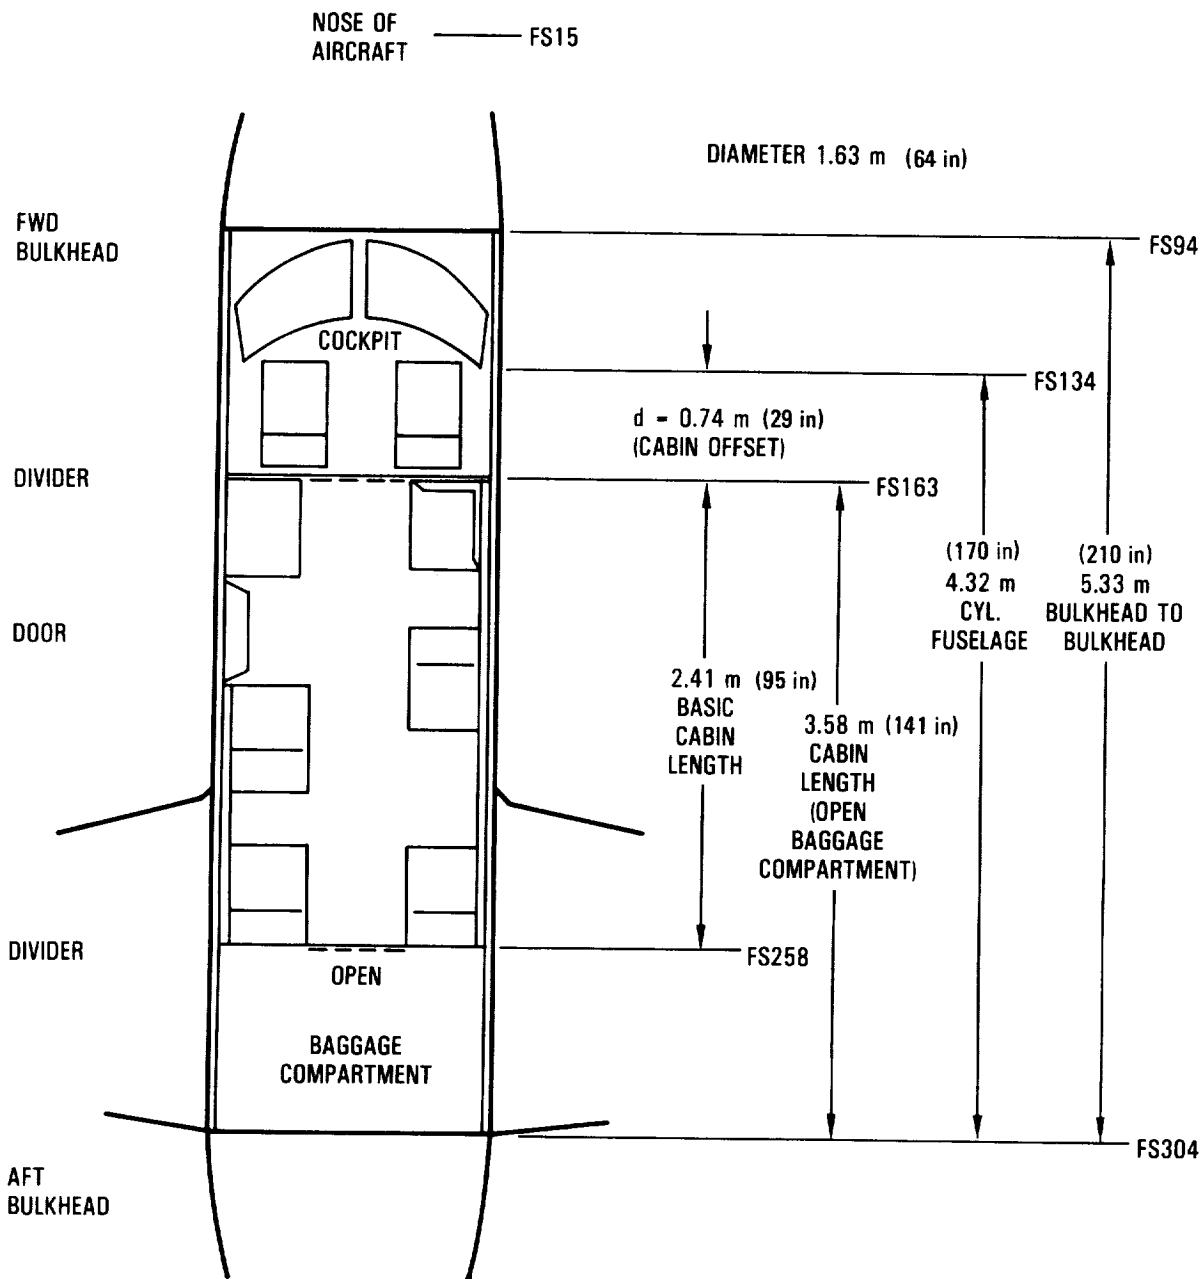 NOSE OF
AIRCRAFT
FS15
DIAMETER 1.63 m (64 in)
FWD
BULKHEAD
FS94
COCKPIT
FS134
d = 0.74 m (29 in)
(CABIN OFFSET)
DIVIDER
FS163
(170 in)
4.32 m
CYL.
FUSELAGE
(210 in)
5.33 m
BULKHEAD TO
BULKHEAD
DOOR
2.41 m (95 in)
BASIC
CABIN
LENGTH
3.58 m (141 in)
CABIN
LENGTH
(OPEN
BAGGAGE
COMPARTMENT)
DIVIDER
FS258
OPEN
BAGGAGE
COMPARTMENT
FS304
AFT
BULKHEAD